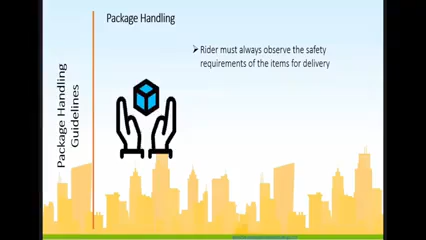 Package Handling
Package Handling
Guidelines
Rider must always observe the safety
requirements of the items for delivery